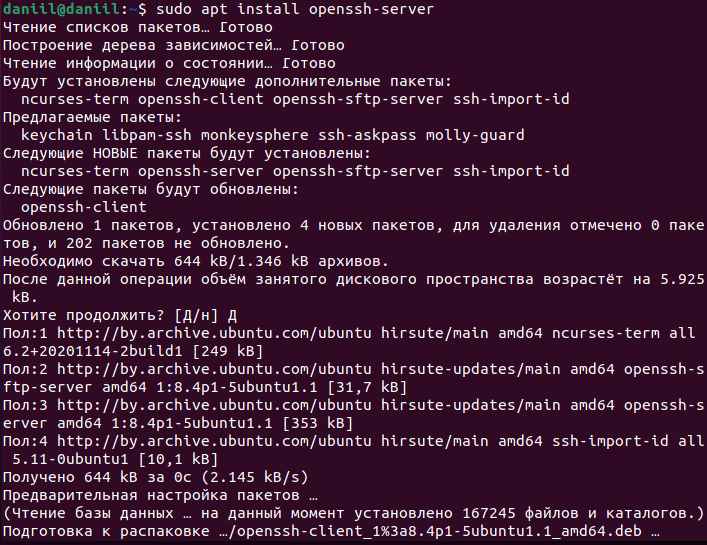 daniil@daniil:~$ sudo apt install openssh-server
Чтение списков пакетов… Готово
Построение дерева зависимостей… Готово
Чтение информации о состоянии… Готово
Будут установлены следующие дополнительные пакеты:
  ncurses-term openssh-client openssh-sftp-server ssh-import-id
Предлагаемые пакеты:
  keychain libpam-ssh monkeysphere ssh-askpass molly-guard
Следующие НОВЫЕ пакеты будут установлены:
  ncurses-term openssh-server openssh-sftp-server ssh-import-id
Следующие пакеты будут обновлены:
  openssh-client
Обновлено 1 пакетов, установлено 4 новых пакетов, для удаления отмечено 0 паке
тов, и 202 пакетов не обновлено.
Необходимо скачать 644 kB/1.346 kB архивов.
После данной операции объём занятого дискового пространства возрастёт на 5.925
 kB.
Хотите продолжить? [Д/н] Д
Пол:1 http://by.archive.ubuntu.com/ubuntu hirsute/main amd64 ncurses-term all
6.2+20201114-2build1 [249 kB]
Пол:2 http://by.archive.ubuntu.com/ubuntu hirsute-updates/main amd64 openssh-s
ftp-server amd64 1:8.4p1-5ubuntu1.1 [31,7 kB]
Пол:3 http://by.archive.ubuntu.com/ubuntu hirsute-updates/main amd64 openssh-s
erver amd64 1:8.4p1-5ubuntu1.1 [353 kB]
Пол:4 http://by.archive.ubuntu.com/ubuntu hirsute/main amd64 ssh-import-id all
 5.11-0ubuntu1 [10,1 kB]
Получено 644 kB за 0с (2.145 kB/s)
Предварительная настройка пакетов …
(Чтение базы данных … на данный момент установлено 167245 файлов и каталогов.)
Подготовка к распаковке …/openssh-client_1%3a8.4p1-5ubuntu1.1_amd64.deb …